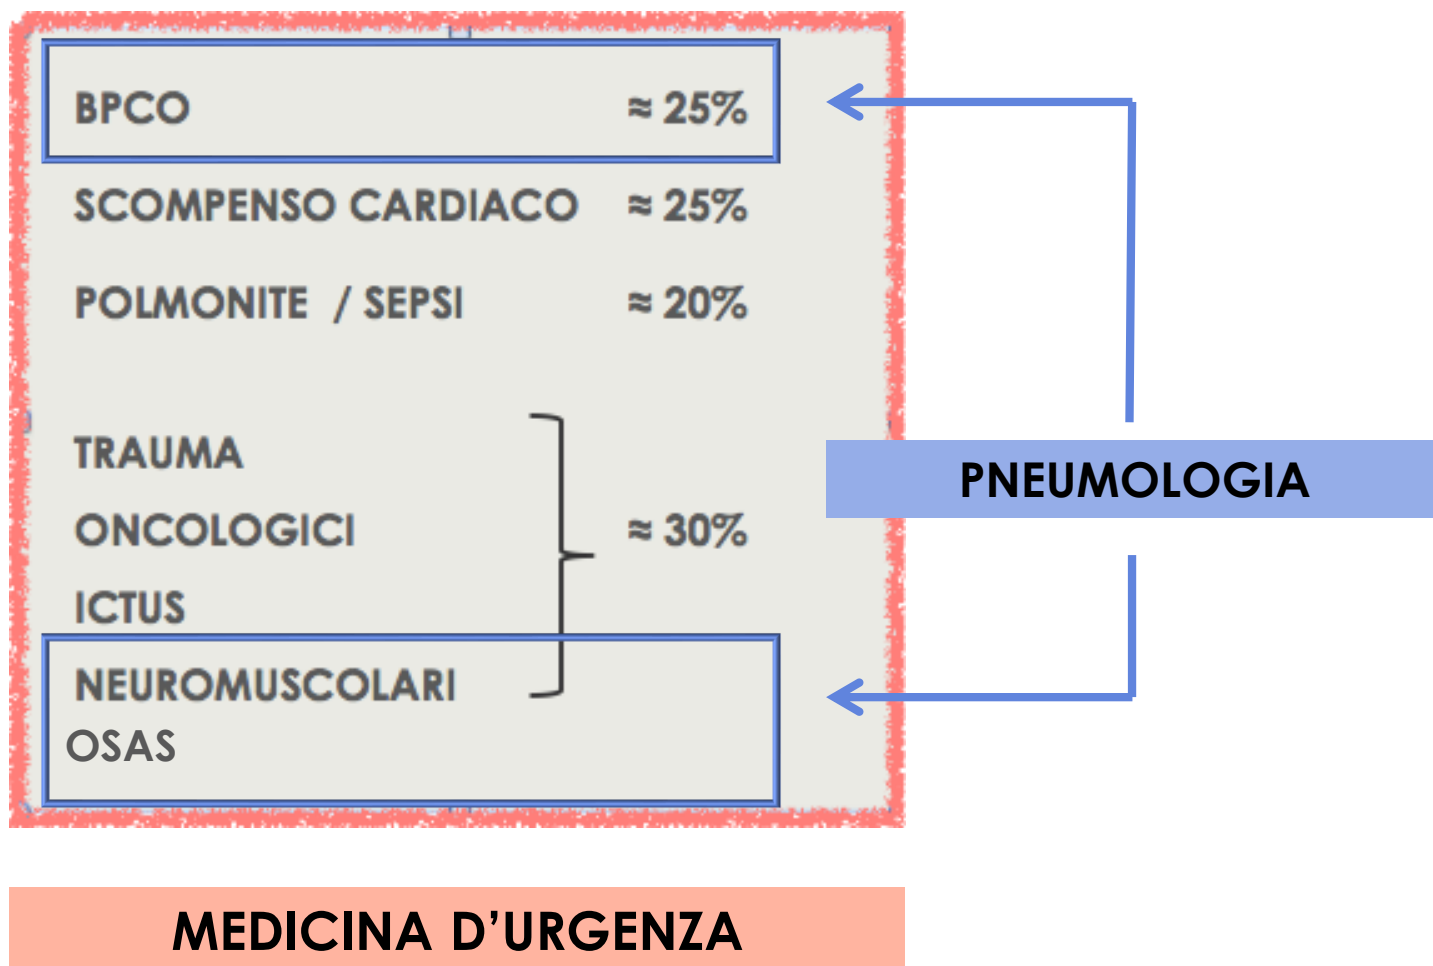 BPCO ≈ 25%
SCOMPENSO CARDIACO ≈ 25%
POLMONITE / SEPSI ≈ 20%
TRAUMA
ONCOLOGICI ≈ 30%
ICTUS
NEUROMUSCOLARI
OSAS
PNEUMOLOGIA
MEDICINA D’URGENZA